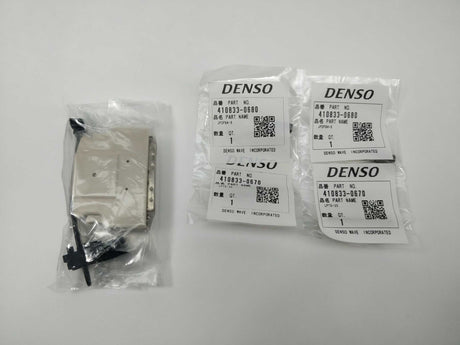 DENSO
品番 PART NO.
410833-0680
品名 PART NAME
数量 QT.
1
DENSO WAVE INCORPORATED
DENSO
品番 PART NO.
410833-0680
品名 PART NAME
数量 QT.
1
DENSO
品番 PART NO.
410833-0670
品名 PART NAME
数量 QT.
1
DENSO WAVE INCORPORATED
DENSO
品番 PART NO.
410833-0670
品名 PART NAME
数量 QT.
1
DENSO WAVE INCORPORATED